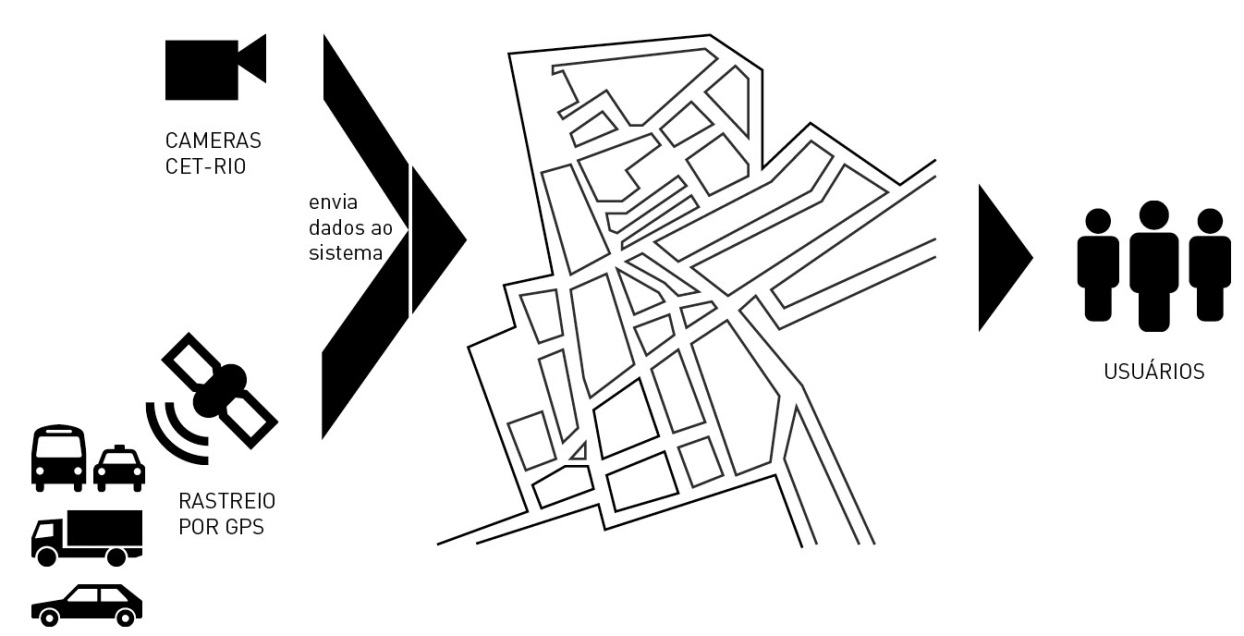 CAMERAS
CET-RIO
envia
dados ao
sistema
RASTREIO
POR GPS
USUÁRIOS